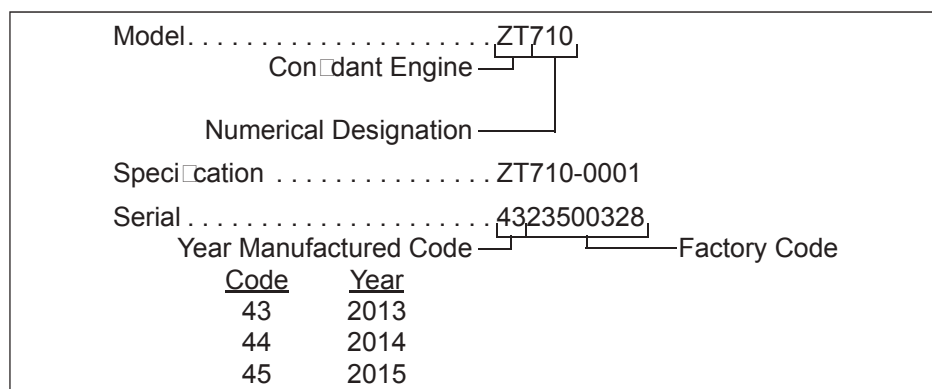 Model. . . . . . . . . . . . . . . . . . . . . ZT710
Con□dant Engine
Numerical Designation
Speci□cation . . . . . . . . . . . . . . . ZT710-0001
Serial . . . . . . . . . . . . . . . . . . . . . 4323500328
Year Manufactured Code Factory Code
Code Year
43 2013
44 2014
45 2015